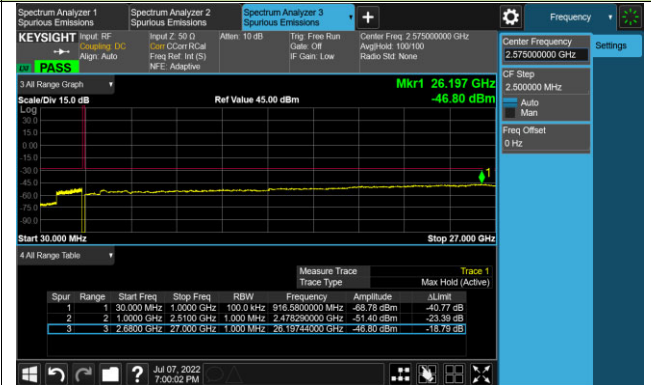 Spectrum Analyzer 1
Spurious Emissions
Spectrum Analyzer 2
Spurious Emissions
Spectrum Analyzer 3
Spurious Emissions
Frequency
KEYSIGHT
Input: RF
Coupling: DC
Align: Auto
Input Z: 50 Ω
Corr CCorr RCal
Freq Ref: Int (S)
NFE: Adaptive
Atten: 10 dB
Trig: Free Run
Gate: Off
IF Gain: Low
Center Freq: 2.575000000 GHz
Avg|Hold: 100/100
Radio Std: None
PASS
Center Frequency
2.575000000 GHz
Settings
CF Step
2.500000 MHz
Auto
Man
Freq Offset
0 Hz
3 All Range Graph
Mkr1 26.197 GHz
Scale/Div 15.0 dB
Ref Value 45.00 dBm
-46.80 dBm
Log
30.0
15.0
0.00
-15.0
-30.0
-45.0
-60.0
-75.0
-90.0
1
Start 30.000 MHz
Stop 27.000 GHz
4 All Range Table
Measure Trace Trace 1
Trace Type Max Hold (Active)
Spur Range Start Freq Stop Freq RBW Frequency Amplitude ΔLimit
1 1 30.000 MHz 1.0000 GHz 100.0 kHz 916.5800000 MHz -68.78 dBm -40.77 dB
2 2 1.0000 GHz 2.5100 GHz 1.000 MHz 2.478290000 GHz -51.40 dBm -23.39 dB
3 3 2.6800 GHz 27.000 GHz 1.000 MHz 26.19744000 GHz -46.80 dBm -18.79 dB
Jul 07, 2022
7:00:02 PM